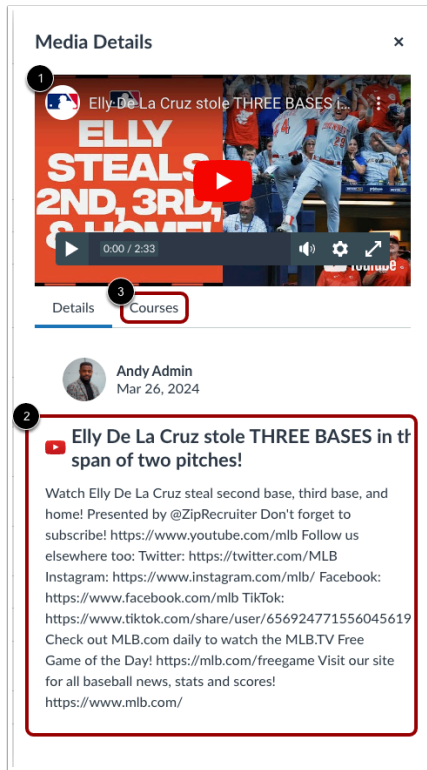 Media Details
×
1
Elly De La Cruz stole THREE BASES i...
ELLY
STEALS
2ND, 3RD,
& HOME!
44
28
0:00 / 2:33
YouTube
3
Details
Courses
Andy Admin
Mar 26, 2024
2
Elly De La Cruz stole THREE BASES in th
span of two pitches!
Watch Elly De La Cruz steal second base, third base, and
home! Presented by @ZipRecruiter Don't forget to
subscribe! https://www.youtube.com/mlb Follow us
elsewhere too: Twitter: https://twitter.com/MLB
Instagram: https://www.instagram.com/mlb/ Facebook:
https://www.facebook.com/mlb TikTok:
https://www.tiktok.com/share/user/656924771556045619
Check out MLB.com daily to watch the MLB.TV Free
Game of the Day! https://mlb.com/freegame Visit our site
for all baseball news, stats and scores!
https://www.mlb.com/